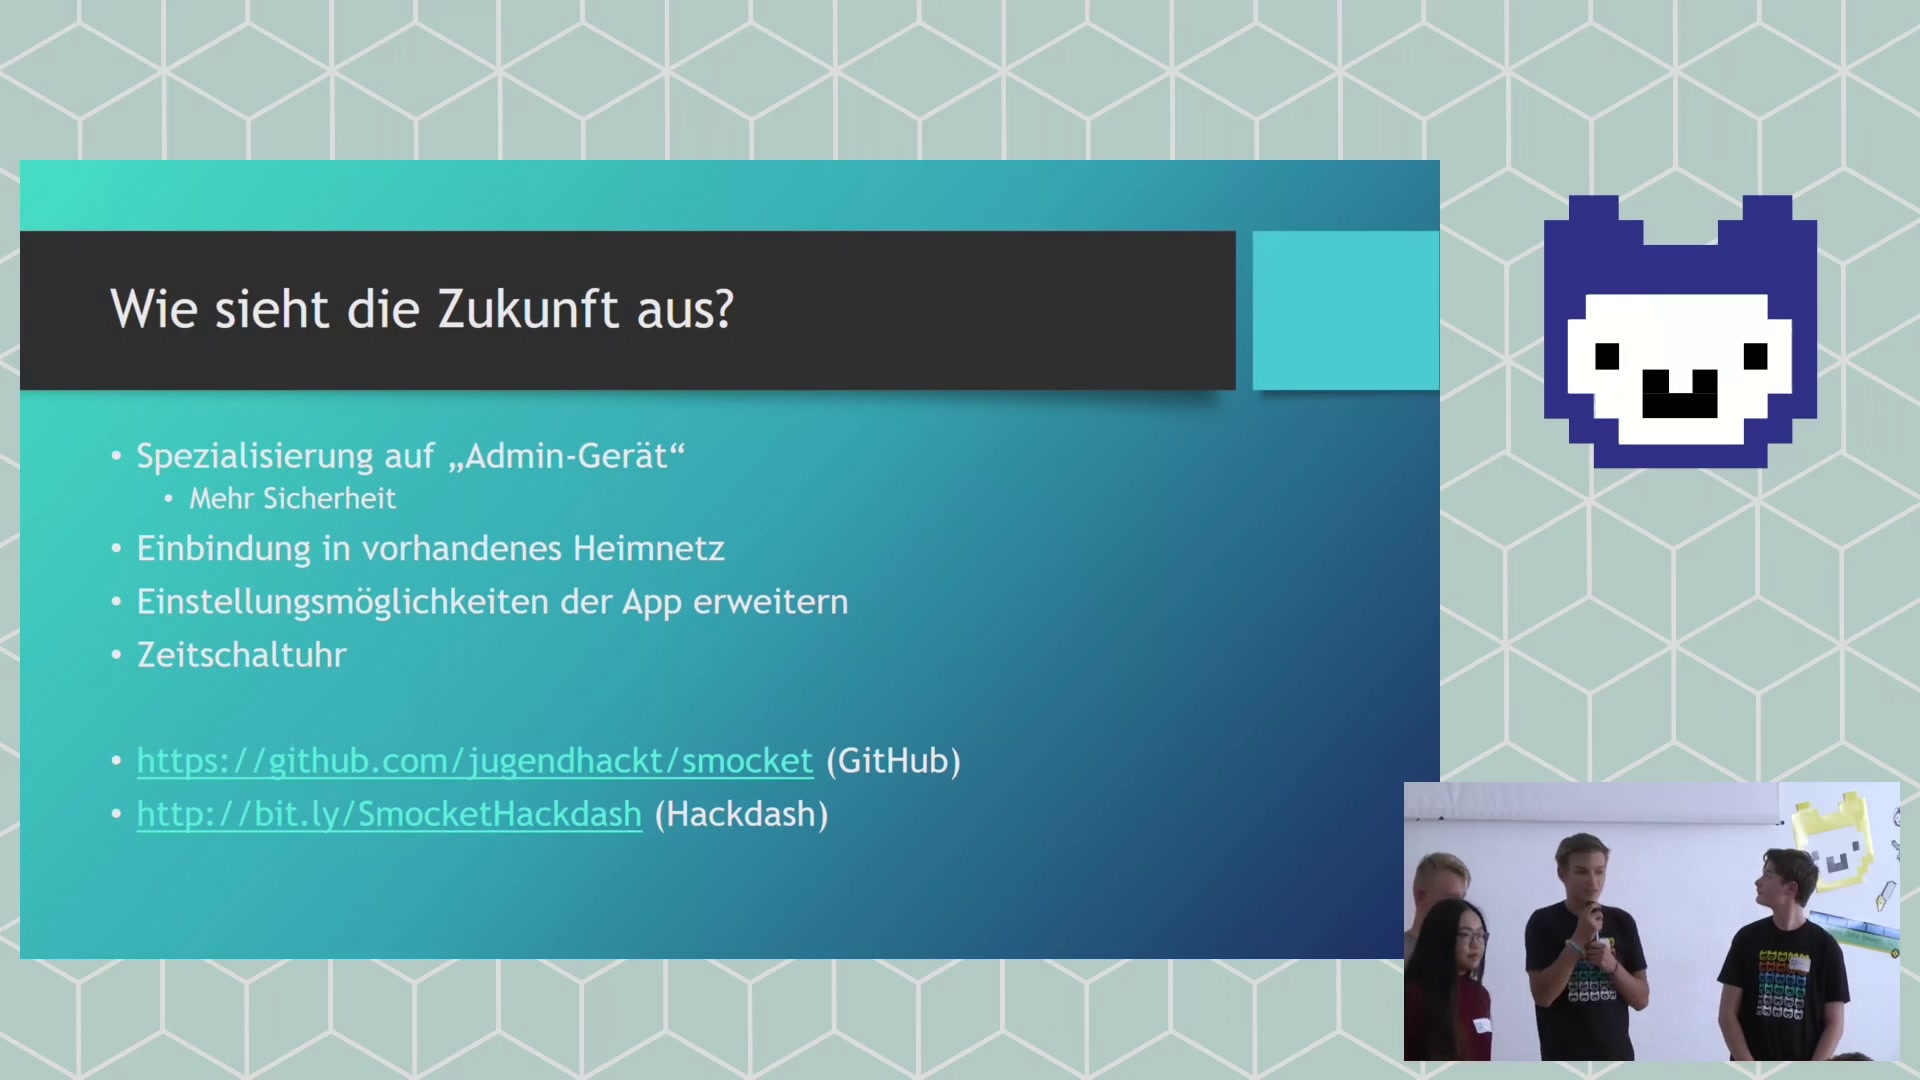 Wie sieht die Zukunft aus?
• Spezialisierung auf „Admin-Gerät“
• Mehr Sicherheit
• Einbindung in vorhandenes Heimnetz
• Einstellungsmöglichkeiten der App erweitern
• Zeitschaltuhr
• https://github.com/jugendhackt/smocket (GitHub)
• http://bit.ly/SmocketHackdash (Hackdash)